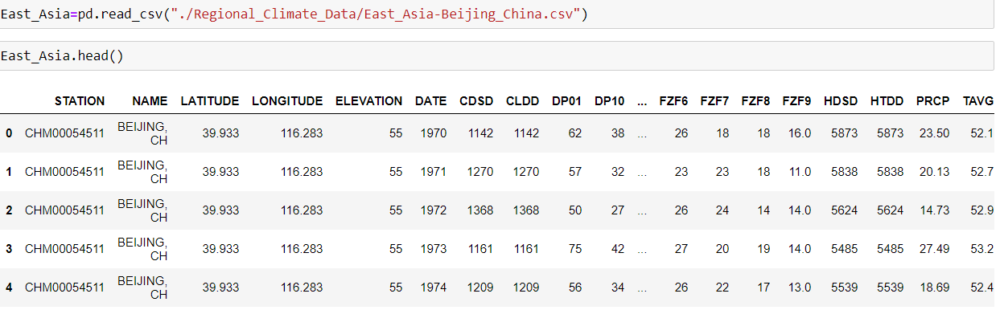 East_Asia=pd.read_csv("./Regional_Climate_Data/East_Asia-Beijing_China.csv")
East_Asia.head()
STATION NAME LATITUDE LONGITUDE ELEVATION DATE CDSD CLDD DP01 DP10 ... FZF6 FZF7 FZF8 FZF9 HDSD HTDD PRCP TAVG
0 CHM00054511 BEIJING, CH 39.933 116.283 55 1970 1142 1142 62 38 ... 26 18 18 16.0 5873 5873 23.50 52.1
1 CHM00054511 BEIJING, CH 39.933 116.283 55 1971 1270 1270 57 32 ... 23 23 18 11.0 5838 5838 20.13 52.7
2 CHM00054511 BEIJING, CH 39.933 116.283 55 1972 1368 1368 50 27 ... 26 24 14 14.0 5624 5624 14.73 52.9
3 CHM00054511 BEIJING, CH 39.933 116.283 55 1973 1161 1161 75 42 ... 27 20 19 14.0 5485 5485 27.49 53.2
4 CHM00054511 BEIJING, CH 39.933 116.283 55 1974 1209 1209 56 34 ... 26 22 17 13.0 5539 5539 18.69 52.4